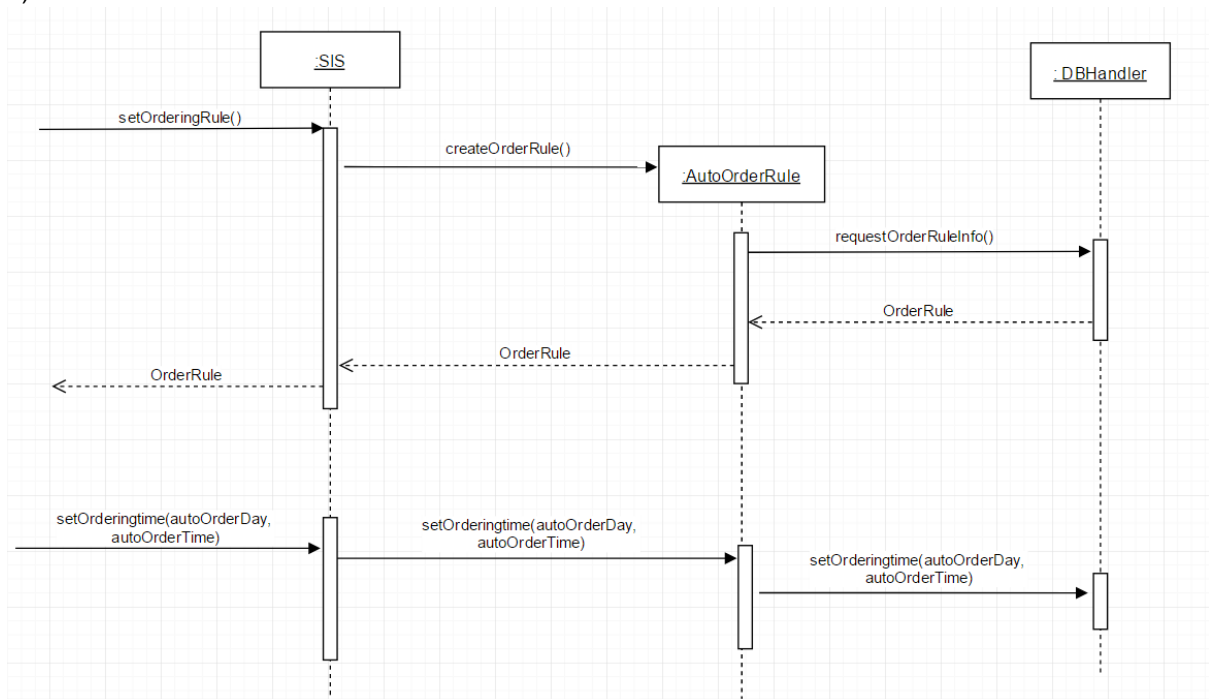 :SIS
: DBHandler
setOrderingRule()
createOrderRule()
:AutoOrderRule
requestOrderRuleInfo()
OrderRule
OrderRule
OrderRule
setOrderingtime(autoOrderDay,
autoOrderTime)
setOrderingtime(autoOrderDay,
autoOrderTime)
setOrderingtime(autoOrderDay,
autoOrderTime)